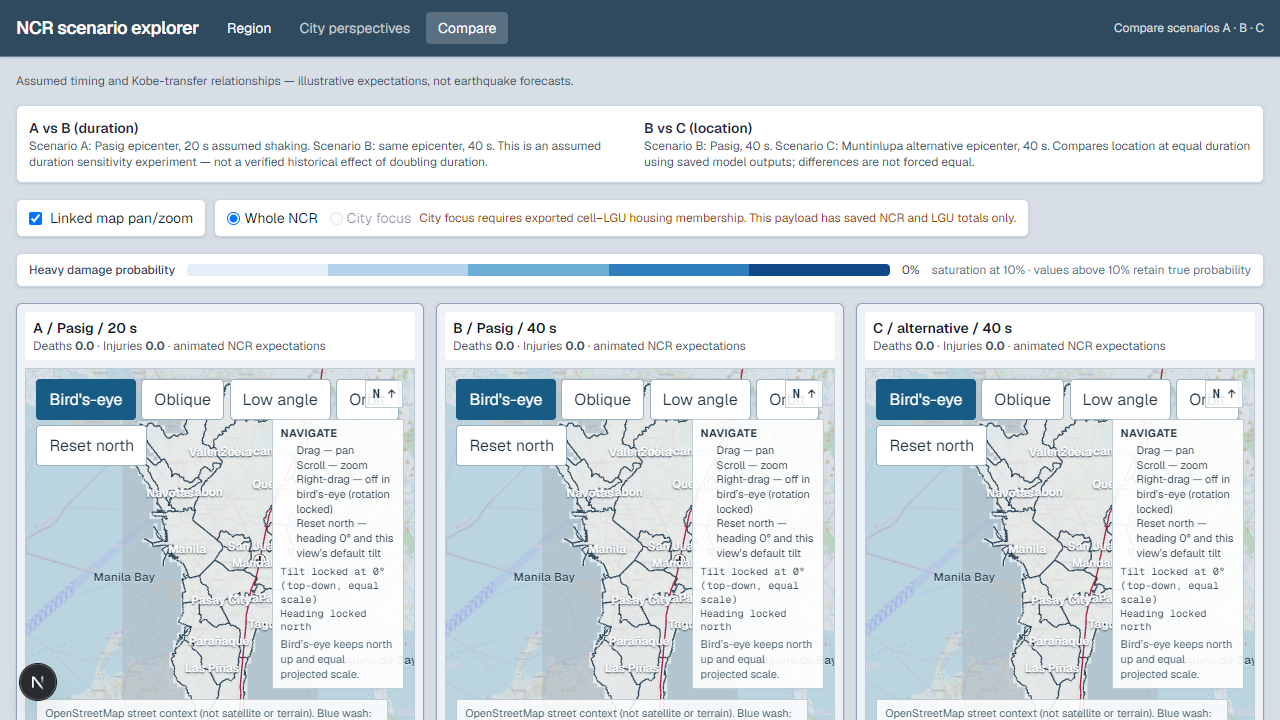 NCR scenario explorer
Region
City perspectives
Compare
Compare scenarios A · B · C
Assumed timing and Kobe-transfer relationships — illustrative expectations, not earthquake forecasts.
A vs B (duration)
Scenario A: Pasig epicenter, 20 s assumed shaking. Scenario B: same epicenter, 40 s. This is an assumed
duration sensitivity experiment — not a verified historical effect of doubling duration.
B vs C (location)
Scenario B: Pasig, 40 s. Scenario C: Muntinlupa alternative epicenter, 40 s. Compares location at equal duration
using saved model outputs; differences are not forced equal.
Linked map pan/zoom
Whole NCR
City focus
City focus requires exported cell–LGU housing membership. This payload has saved NCR and LGU totals only.
Heavy damage probability
0%
saturation at 10% · values above 10% retain true probability
A / Pasig / 20 s
Deaths 0.0 · Injuries 0.0 · animated NCR expectations
Bird's-eye
Oblique
Low angle
N ↑
Reset north
NAVIGATE
Drag — pan
Scroll — zoom
Right-drag — off in
bird's-eye (rotation
locked)
Reset north —
heading 0° and this
view's default tilt
Tilt locked at 0°
(top-down, equal
scale)
Heading locked
north
Bird's-eye keeps north
up and equal
projected scale.
Manila
Manila Bay
Pasay City
Parañaque
Las Piñas
OpenStreetMap street context (not satellite or terrain). Blue wash:
B / Pasig / 40 s
Deaths 0.0 · Injuries 0.0 · animated NCR expectations
Bird's-eye
Oblique
Low angle
N ↑
Reset north
NAVIGATE
Drag — pan
Scroll — zoom
Right-drag — off in
bird's-eye (rotation
locked)
Reset north —
heading 0° and this
view's default tilt
Tilt locked at 0°
(top-down, equal
scale)
Heading locked
north
Bird's-eye keeps north
up and equal
projected scale.
Manila
Manila Bay
Pasay City
Parañaque
Las Piñas
OpenStreetMap street context (not satellite or terrain). Blue wash:
C / alternative / 40 s
Deaths 0.0 · Injuries 0.0 · animated NCR expectations
Bird's-eye
Oblique
Low angle
N ↑
Reset north
NAVIGATE
Drag — pan
Scroll — zoom
Right-drag — off in
bird's-eye (rotation
locked)
Reset north —
heading 0° and this
view's default tilt
Tilt locked at 0°
(top-down, equal
scale)
Heading locked
north
Bird's-eye keeps north
up and equal
projected scale.
Manila
Manila Bay
Pasay City
Parañaque
Las Piñas
OpenStreetMap street context (not satellite or terrain). Blue wash:
N